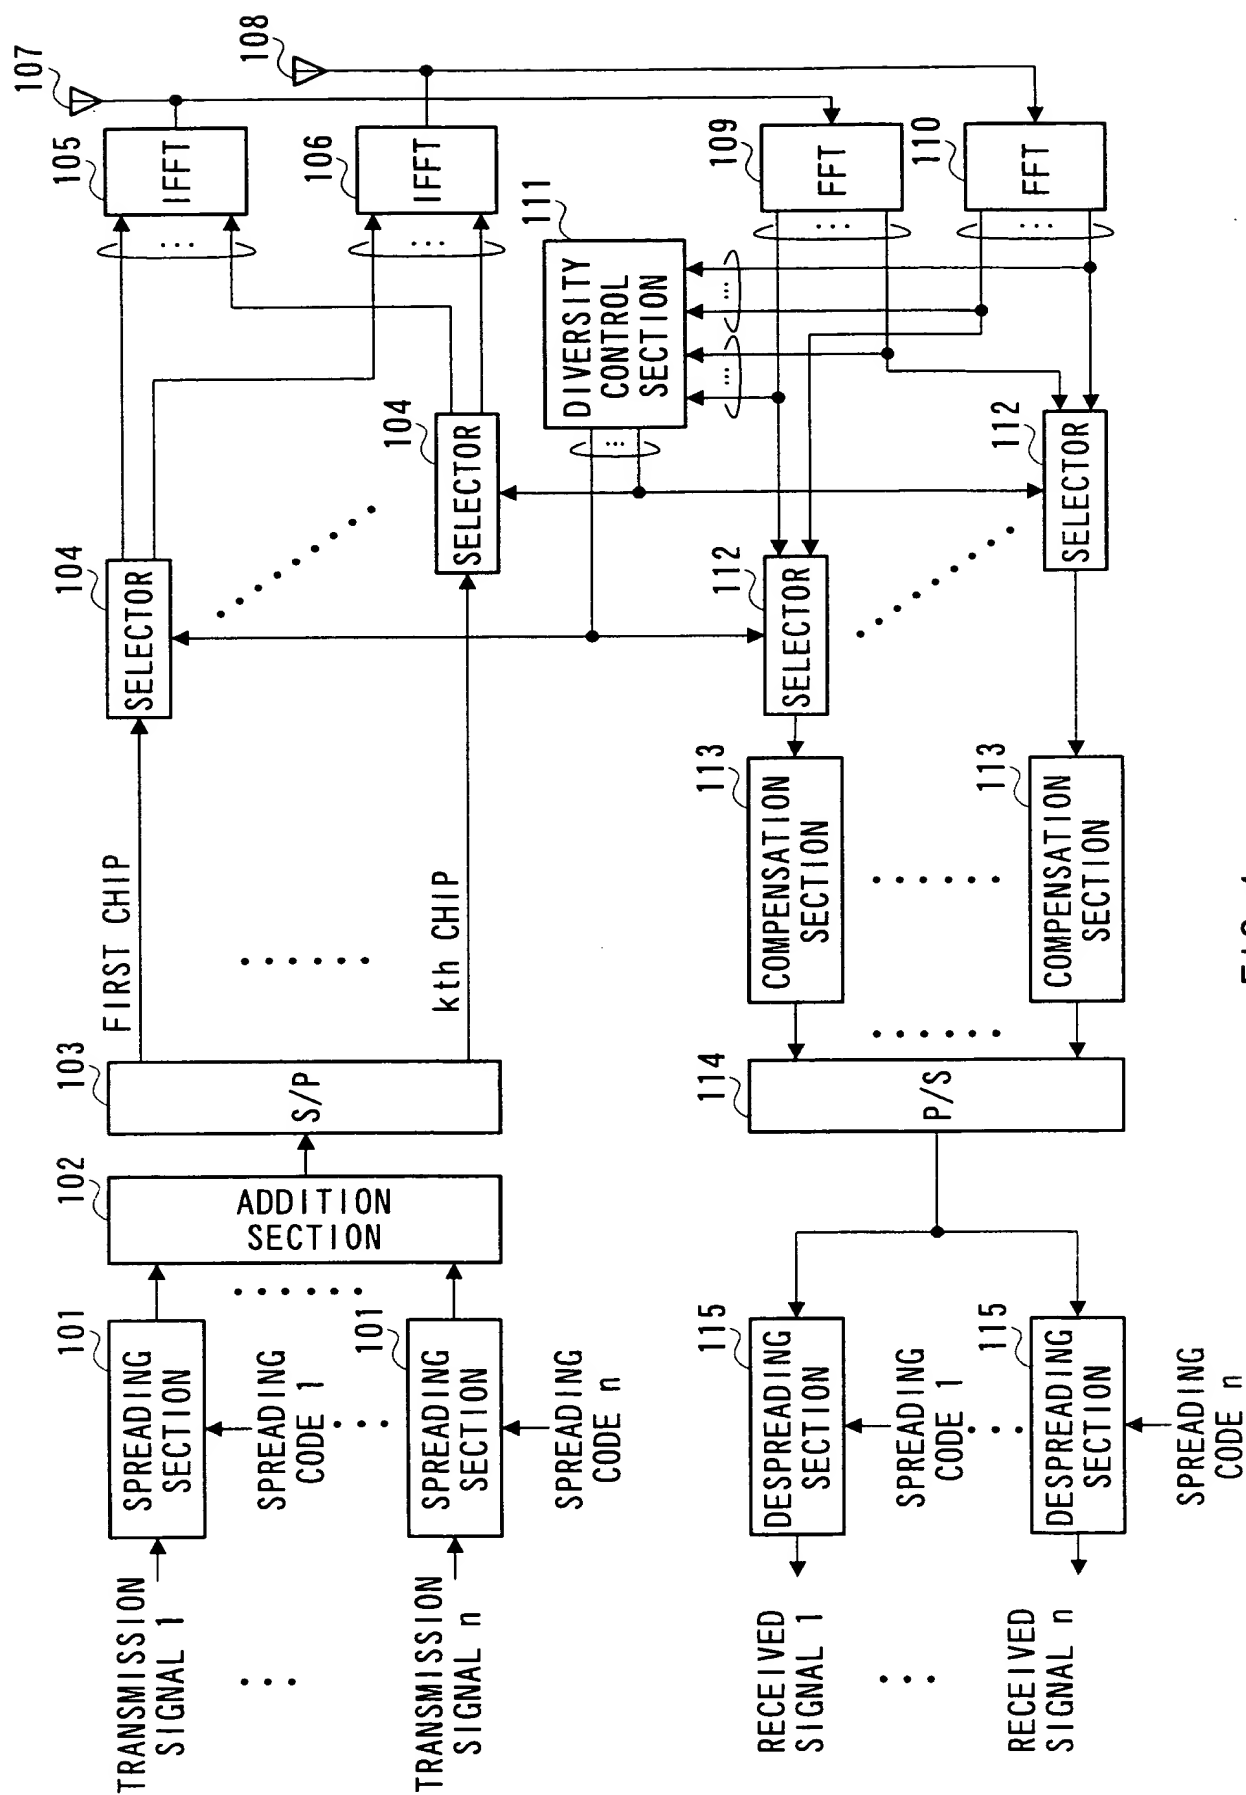 TRANSMISSION
SIGNAL 1
101
SPREADING
SECTION
SPREADING
CODE 1
TRANSMISSION
SIGNAL n
101
SPREADING
SECTION
SPREADING
CODE n
102
ADDITION
SECTION
103
S/P
FIRST CHIP
kth CHIP
104
SELECTOR
104
SELECTOR
105
IFFT
106
IFFT
107
108
109
FFT
110
FFT
111
DIVERSITY
CONTROL
SECTION
112
SELECTOR
112
SELECTOR
113
COMPENSATION
SECTION
113
COMPENSATION
SECTION
114
P/S
115
DESPREADING
SECTION
SPREADING
CODE 1
115
DESPREADING
SECTION
SPREADING
CODE n
RECEIVED
SIGNAL 1
RECEIVED
SIGNAL n